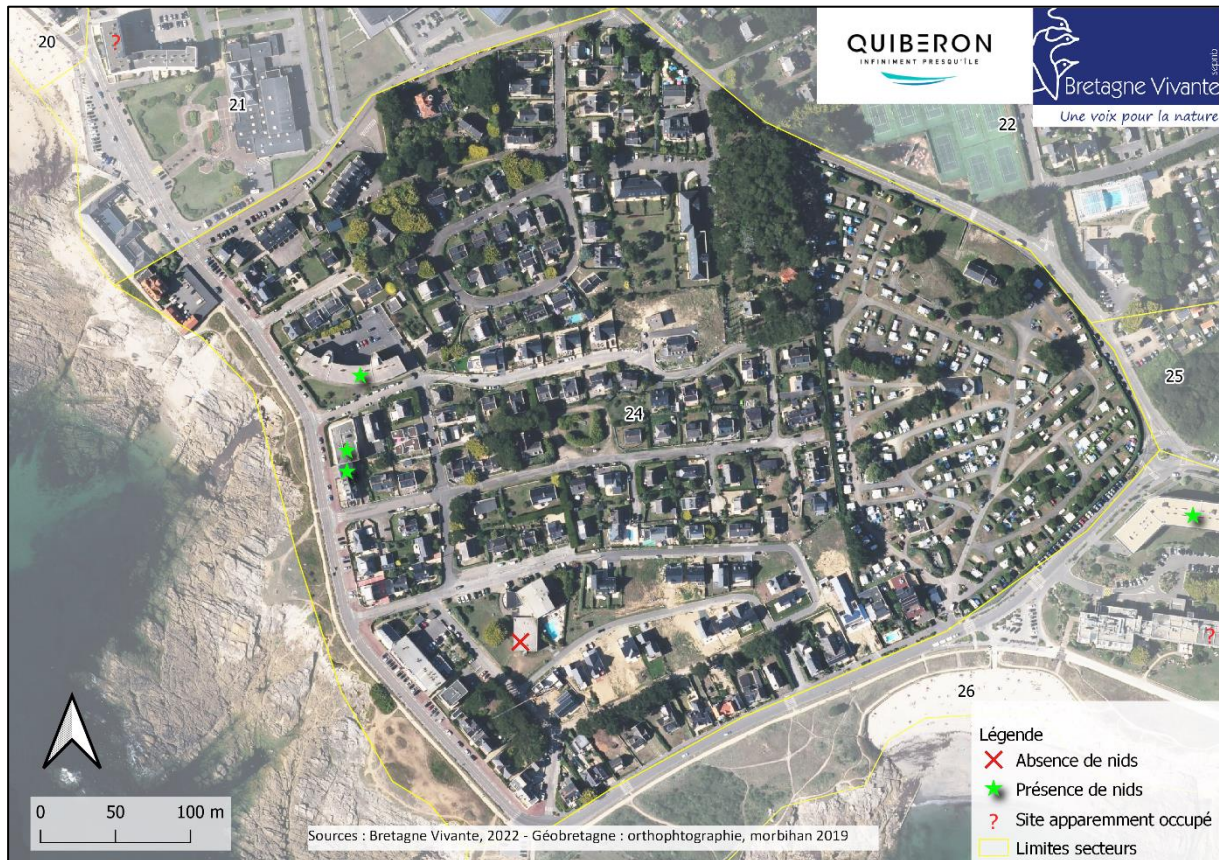 20
?
21
QUIBERON
INFINIMENT PRESQU'ÎLE
sepnb
Bretagne Vivante
Une voix pour la nature
22
24
25
?
26
Légende
Absence de nids
Présence de nids
? Site apparemment occupé
Limites secteurs
0 50 100 m
Sources : Bretagne Vivante, 2022 - Géobretagne : orthophtographie, morbihan 2019